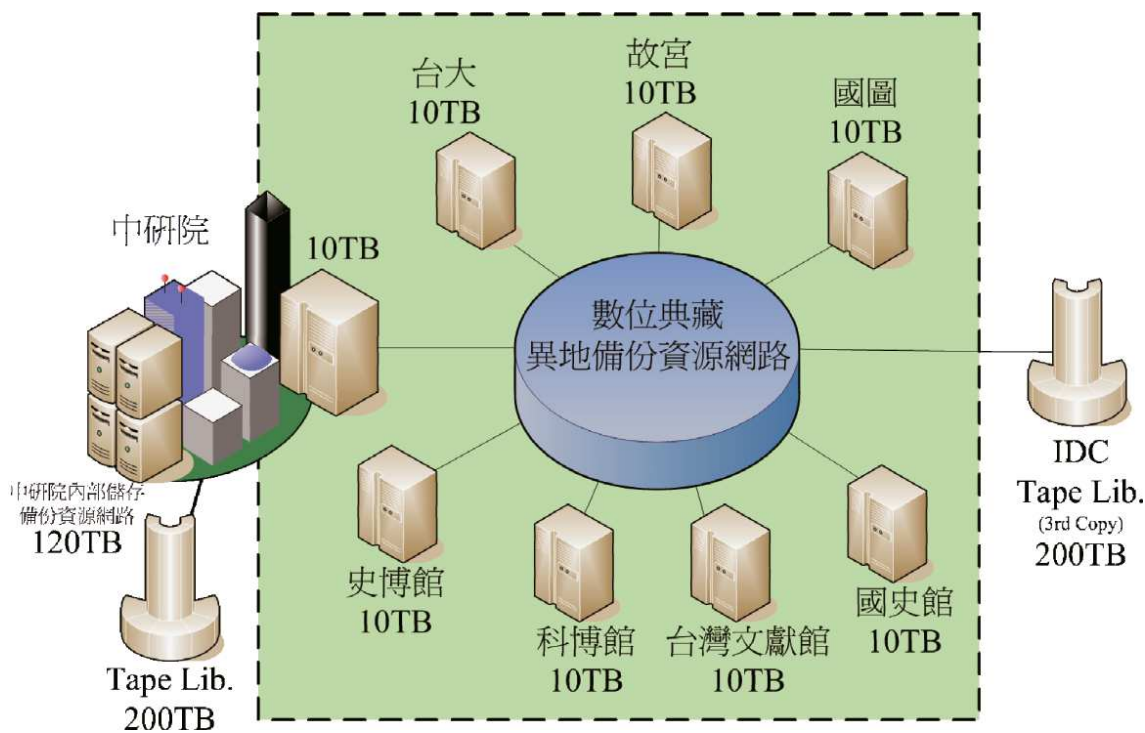 台大
10TB
故宮
10TB
國圖
10TB
中研院
10TB
數位典藏
異地備份資源網路
中研院內部儲存
備份資源網路
120TB
Tape Lib.
200TB
史博館
10TB
科博館
10TB
台灣文獻館
10TB
國史館
10TB
IDC
Tape Lib.
(3rd Copy)
200TB